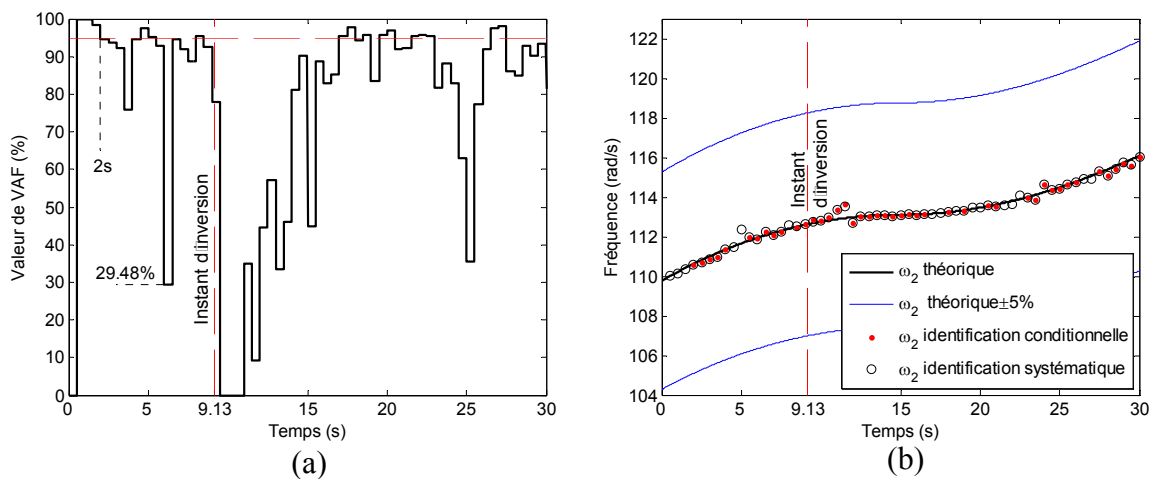 100
90
80
70
60
50
40
30
20
10
0
Valeur de VAF (%)
2s
29.48%
Instant dinversion
0
5
9.13
15
20
25
30
Temps (s)
(a)
122
120
118
116
114
112
110
108
106
104
Fréquence (rad/s)
Instant
dinversion
ω2 théorique
ω2 théorique±5%
ω2 identification conditionnelle
ω2 identification systématique
0
5
9.13
15
20
25
30
Temps (s)
(b)